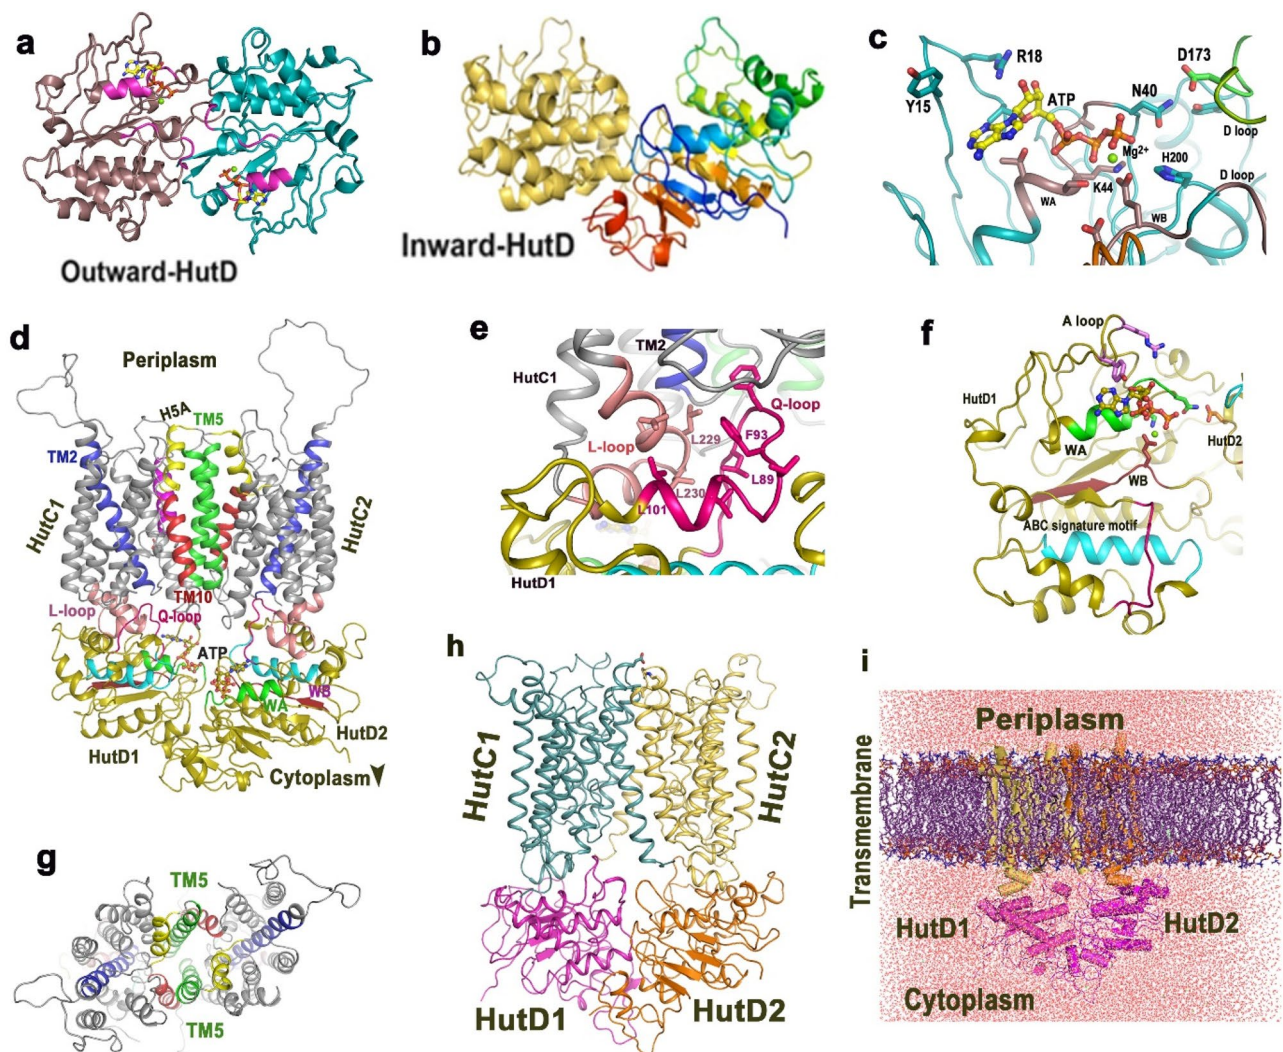 a
Outward-HutD
b
Inward-HutD
c
R18
Y15
ATP
N40
D173
D loop
Mg2+
H200
K44
WA
WB
D loop
d
Periplasm
H5A
TM5
TM2
HutC1
HutC2
TM10
L-loop
Q-loop
ATP
WA
WB
HutD1
HutD2
Cytoplasm
e
TM2
HutC1
Q-loop
L-loop
L229
F93
L89
L230
L101
HutD1
f
A loop
HutD1
WA
HutD2
WB
ABC signature motif
g
TM5
TM5
h
HutC1
HutC2
HutD1
HutD2
i
Periplasm
Transmembrane
HutD1
HutD2
Cytoplasm